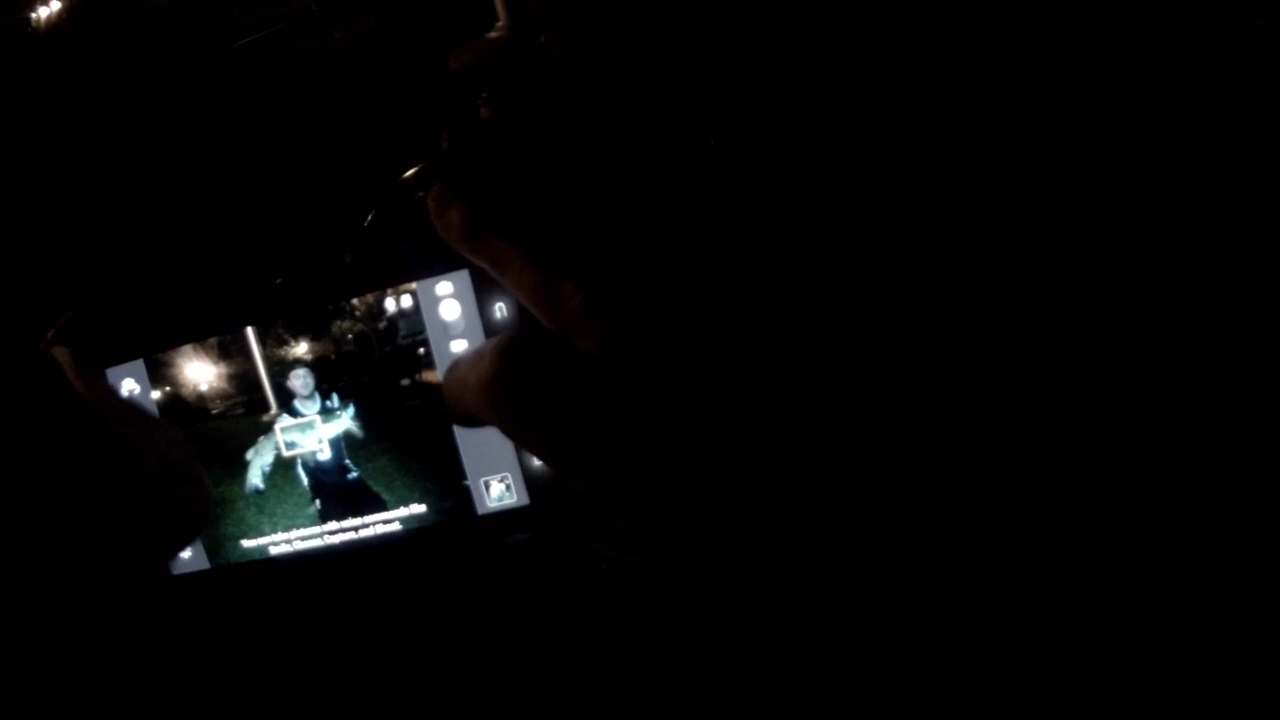 You can take pictures with voice commands like
Smile, Cheese, Capture, and Shoot.